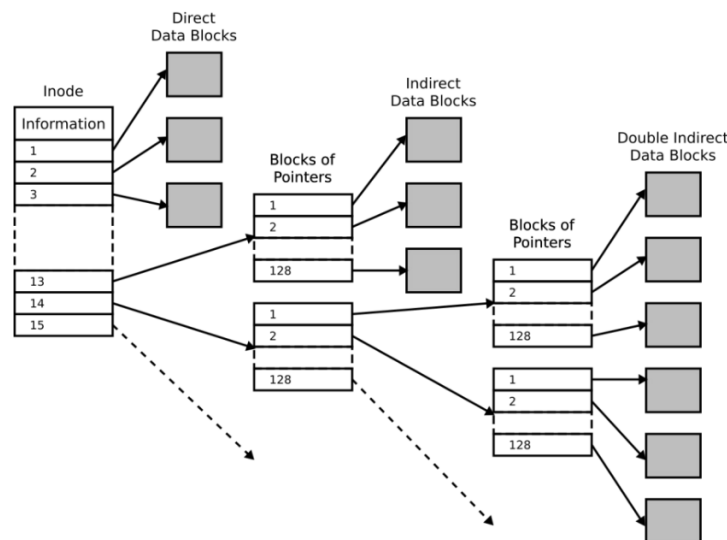 Direct
Data Blocks
Inode
Information
1
2
3
13
14
15
Blocks of
Pointers
1
2
128
1
2
128
Indirect
Data Blocks
Blocks of
Pointers
1
2
128
1
2
128
Double Indirect
Data Blocks